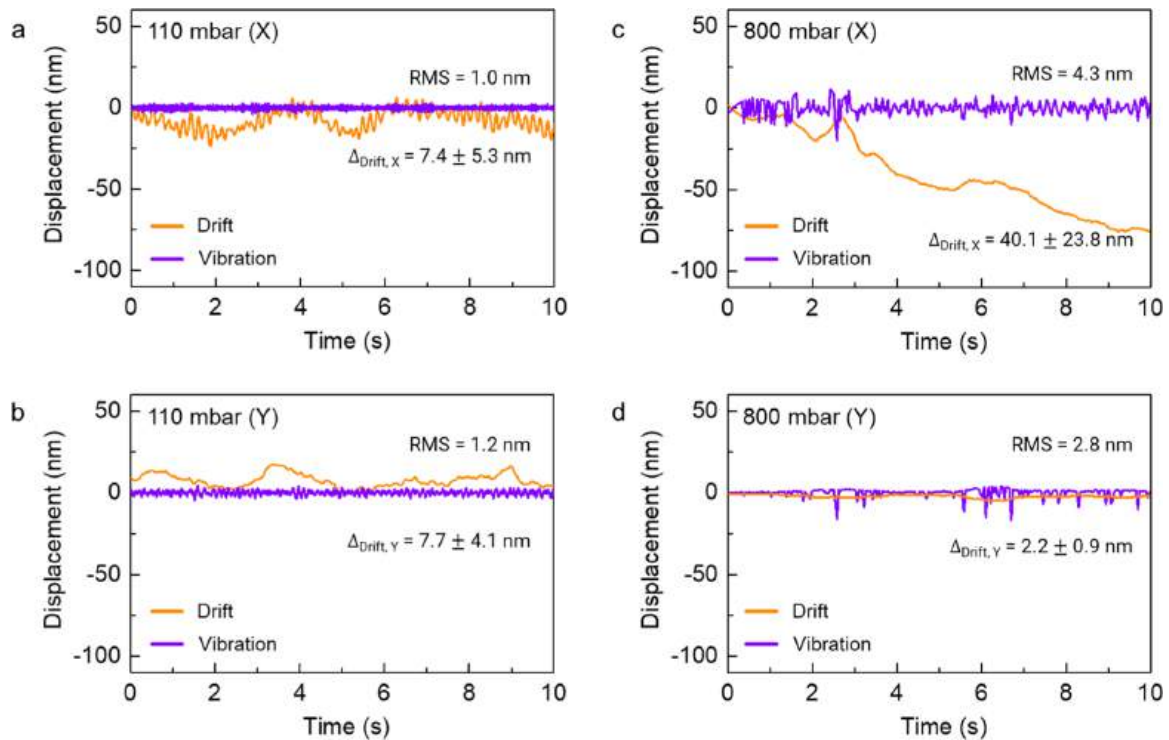 a
50
110 mbar (X)
RMS = 1.0 nm
0
Δ Drift, X = 7.4 ± 5.3 nm
-50
Drift
Vibration
-100
Displacement (nm)
0 2 4 6 8 10
Time (s)
c
50
800 mbar (X)
RMS = 4.3 nm
0
-50
Δ Drift, X = 40.1 ± 23.8 nm
Drift
Vibration
-100
Displacement (nm)
0 2 4 6 8 10
Time (s)
b
50
110 mbar (Y)
RMS = 1.2 nm
0
Δ Drift, Y = 7.7 ± 4.1 nm
-50
Drift
Vibration
-100
Displacement (nm)
0 2 4 6 8 10
Time (s)
d
50
800 mbar (Y)
RMS = 2.8 nm
0
Δ Drift, Y = 2.2 ± 0.9 nm
-50
Drift
Vibration
-100
Displacement (nm)
0 2 4 6 8 10
Time (s)